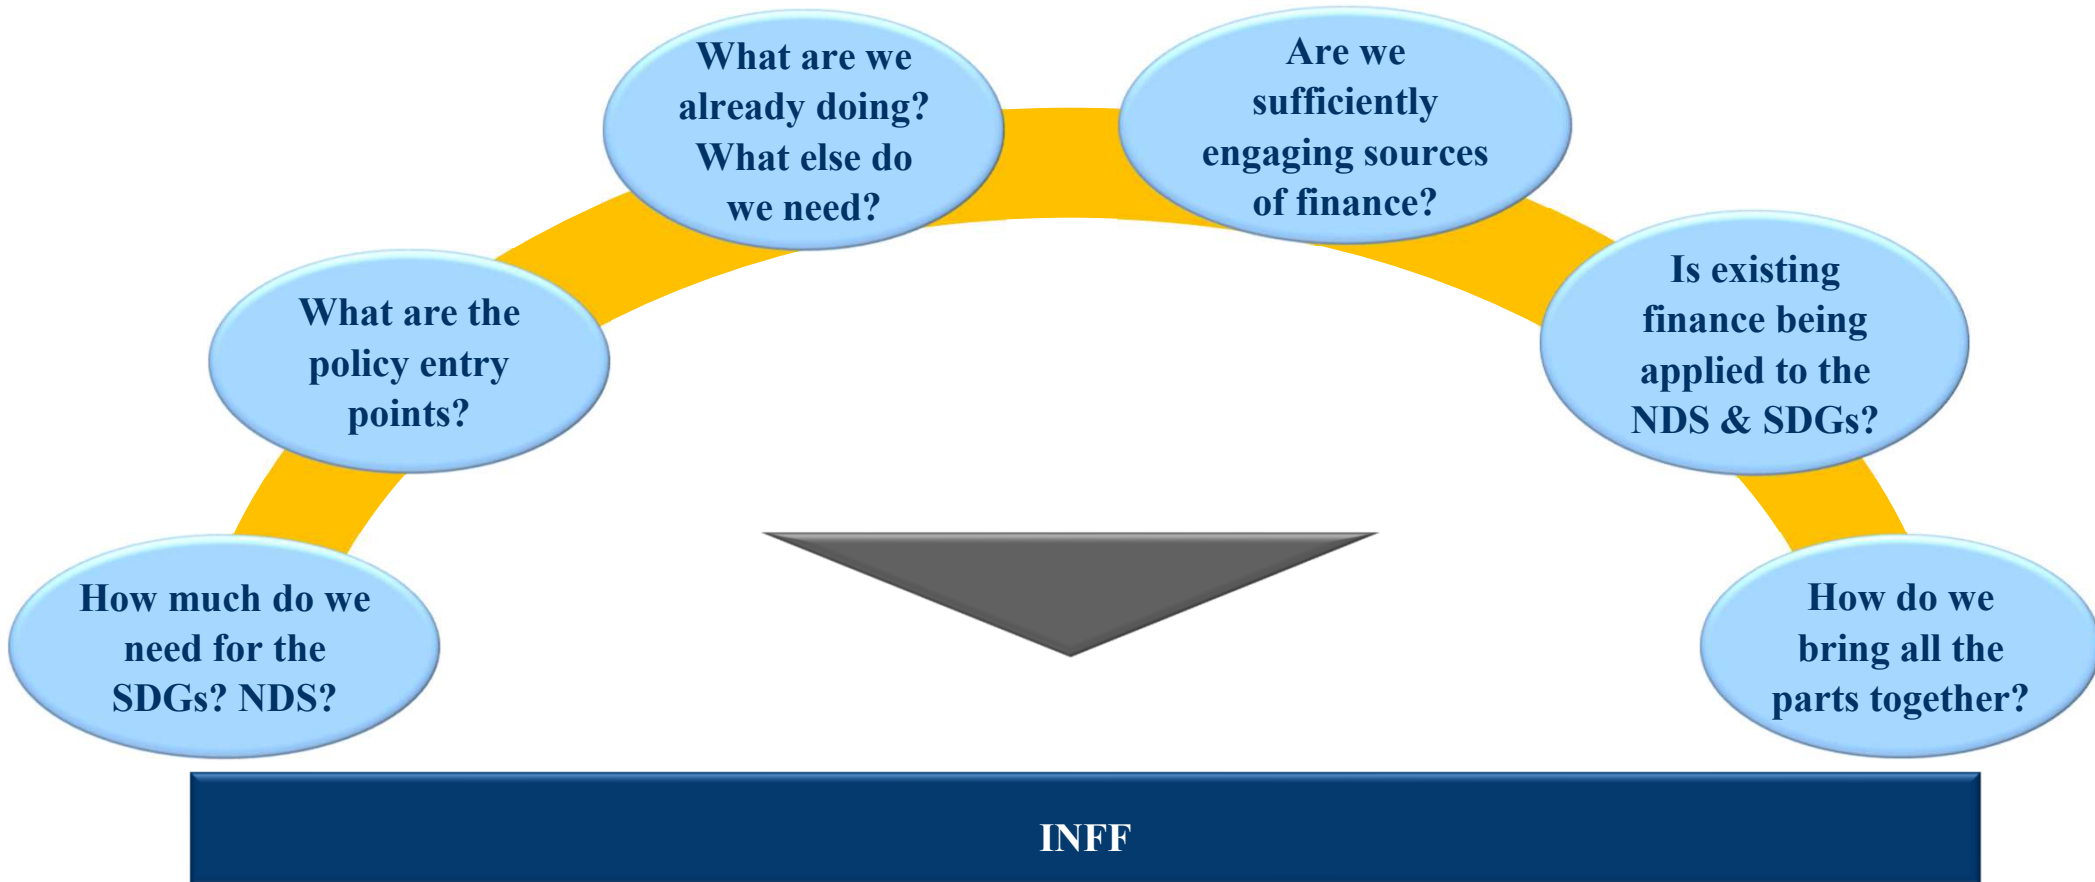 How much do we
need for the
SDGs? NDS?
What are the
policy entry
points?
What are we
already doing?
What else do
we need?
Are we
sufficiently
engaging sources
of finance?
Is existing
finance being
applied to the
NDS & SDGs?
How do we
bring all the
parts together?
INFF